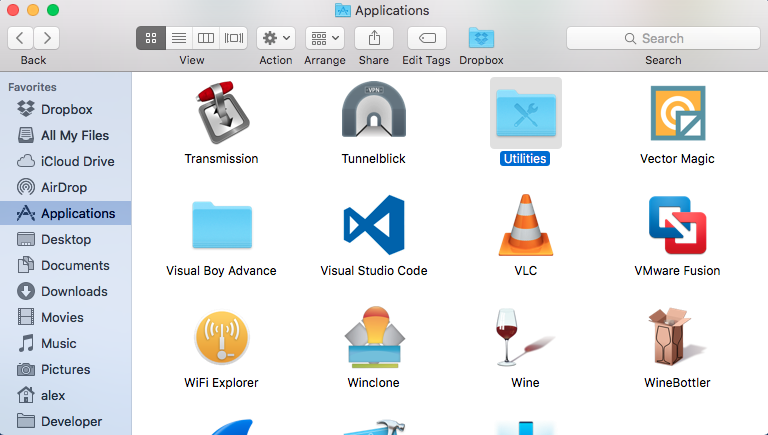 Applications
Back
View
Action
Arrange
Share
Edit Tags
Dropbox
Search
Search
Favorites
Dropbox
All My Files
iCloud Drive
AirDrop
Applications
Desktop
Documents
Downloads
Movies
Music
Pictures
alex
Developer
VPN
Transmission
Tunnelblick
Utilities
Vector Magic
Visual Boy Advance
Visual Studio Code
VLC
VMware Fusion
WiFi Explorer
Winclone
Wine
WineBottler